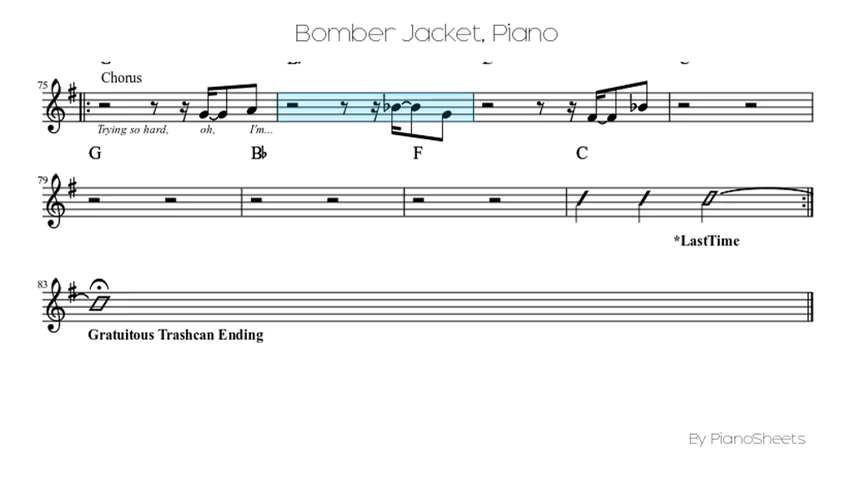 Bomber Jacket, Piano
75
Chorus
Trying so hard, oh, I'm...
G B♭ F C
79
*LastTime
83
Gratuitous Trashcan Ending
By PianoSheets